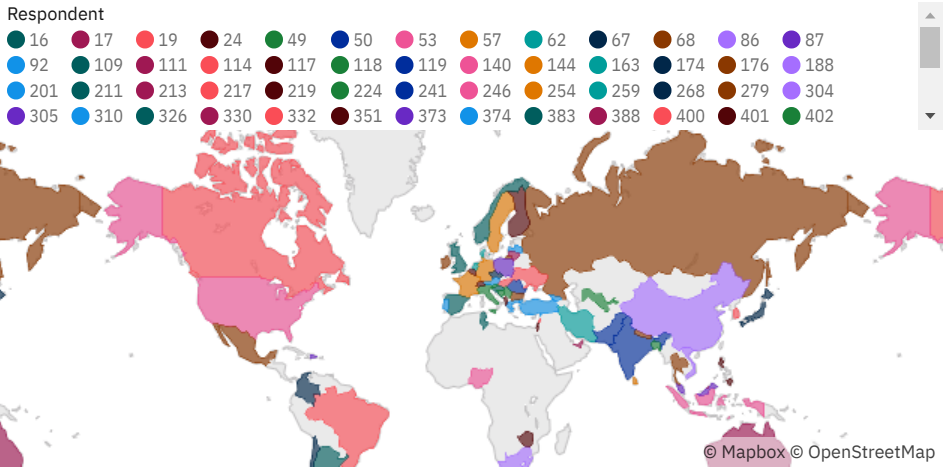 Respondent
16 17 19 24 49 50 53 57 62 67 68 86 87
92 109 111 114 117 118 119 140 144 163 174 176 188
201 211 213 217 219 224 241 246 254 259 268 279 304
305 310 326 330 332 351 373 374 383 388 400 401 402
© Mapbox © OpenStreetMap